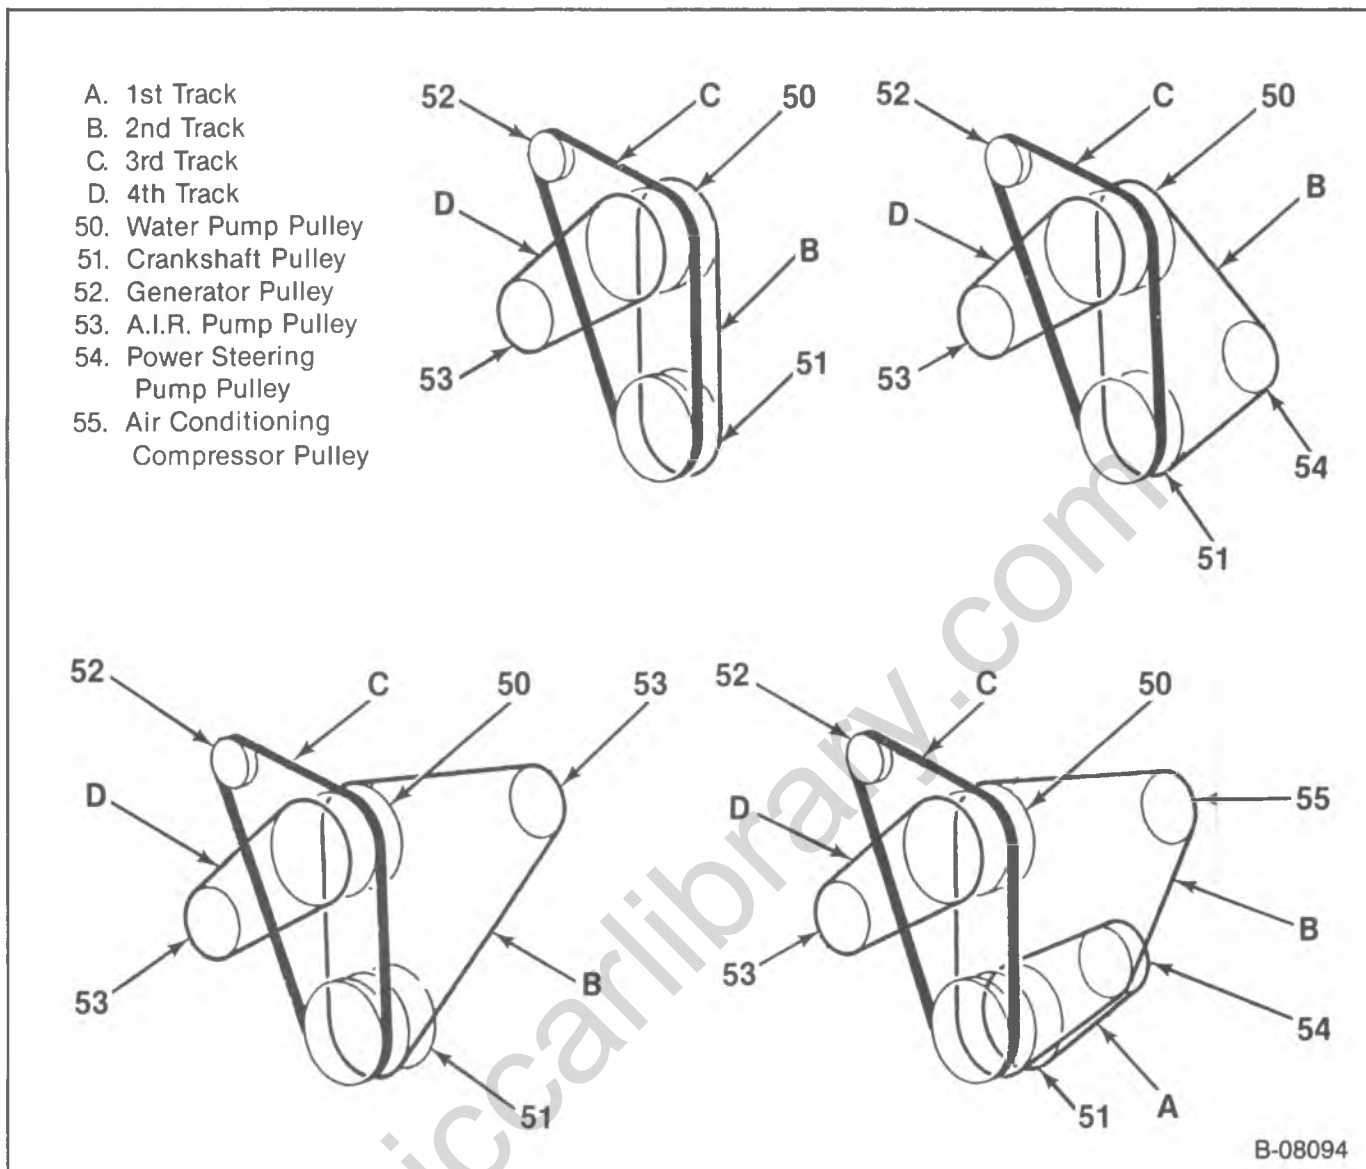 A. 1st Track
B. 2nd Track
C. 3rd Track
D. 4th Track
50. Water Pump Pulley
51. Crankshaft Pulley
52. Generator Pulley
53. A.I.R. Pump Pulley
54. Power Steering
Pump Pulley
55. Air Conditioning
Compressor Pulley
52
C
50
D
B
53
51
52
C
50
B
D
53
54
51
52
C
50
53
D
B
53
51
52
C
50
D
55
B
53
54
A
51
iccarlibrary.com
B-08094